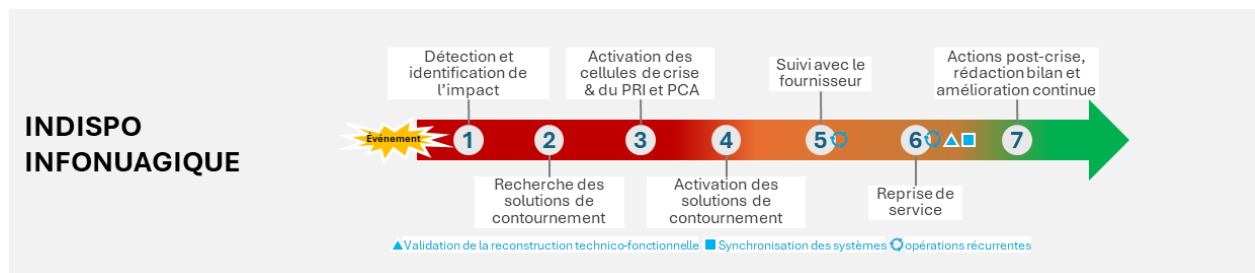 INDISPO
INFONUAGIQUE
Événement
1
Détection et
identification de
l’impact
2
Recherche des
solutions de
contournement
3
Activation des
cellules de crise
& du PRI et PCA
4
Activation des
solutions de
contournement
5
Suivi avec le
fournisseur
6
Reprise de
service
7
Actions post-crise,
rédaction bilan et
amélioration continue
Validation de la reconstruction technico-fonctionnelle Synchronisation des systèmes opérations récurrentes